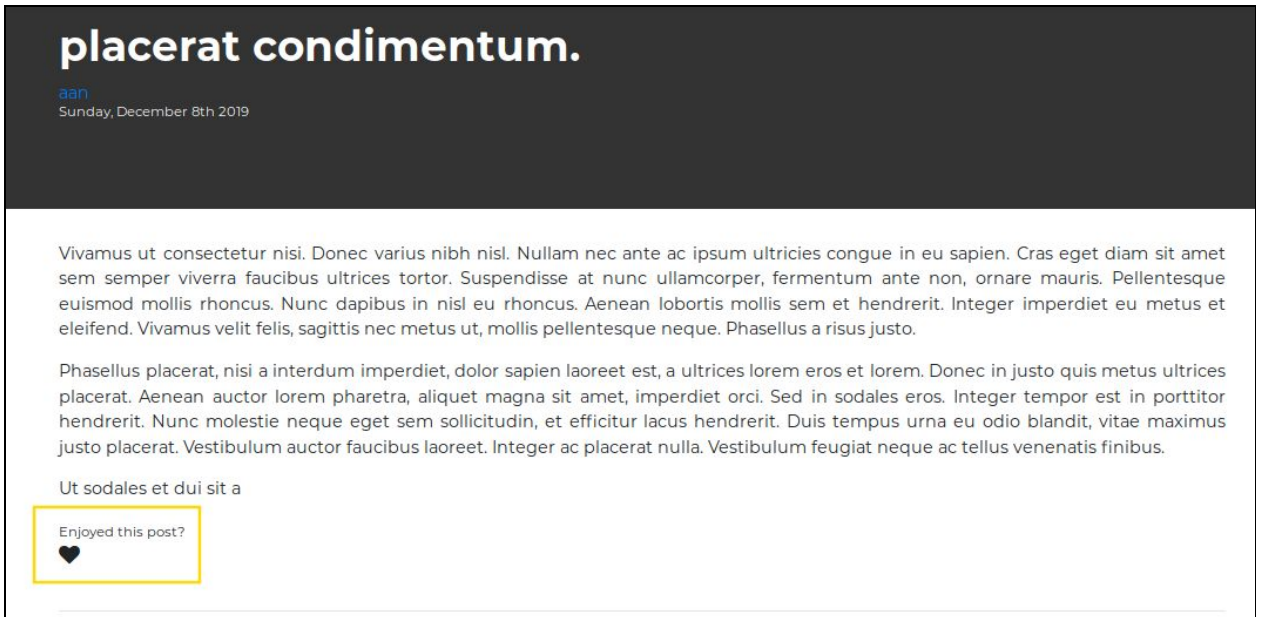 placerat condimentum.
aan
Sunday, December 8th 2019
Vivamus ut consectetur nisi. Donec varius nibh nisl. Nullam nec ante ac ipsum ultricies congue in eu sapien. Cras eget diam sit amet
sem semper viverra faucibus ultrices tortor. Suspendisse at nunc ullamcorper, fermentum ante non, ornare mauris. Pellentesque
euismod mollis rhoncus. Nunc dapibus in nisl eu rhoncus. Aenean lobortis mollis sem et hendrerit. Integer imperdiet eu metus et
eleifend. Vivamus velit felis, sagittis nec metus ut, mollis pellentesque neque. Phasellus a risus justo.
Phasellus placerat, nisi a interdum imperdiet, dolor sapien laoreet est, a ultrices lorem eros et lorem. Donec in justo quis metus ultrices
placerat. Aenean auctor lorem pharetra, aliquet magna sit amet, imperdiet orci. Sed in sodales eros. Integer tempor est in porttitor
hendrerit. Nunc molestie neque eget sem sollicitudin, et efficitur lacus hendrerit. Duis tempus urna eu odio blandit, vitae maximus
justo placerat. Vestibulum auctor faucibus laoreet. Integer ac placerat nulla. Vestibulum feugiat neque ac tellus venenatis finibus.
Ut sodales et dui sit a
Enjoyed this post?